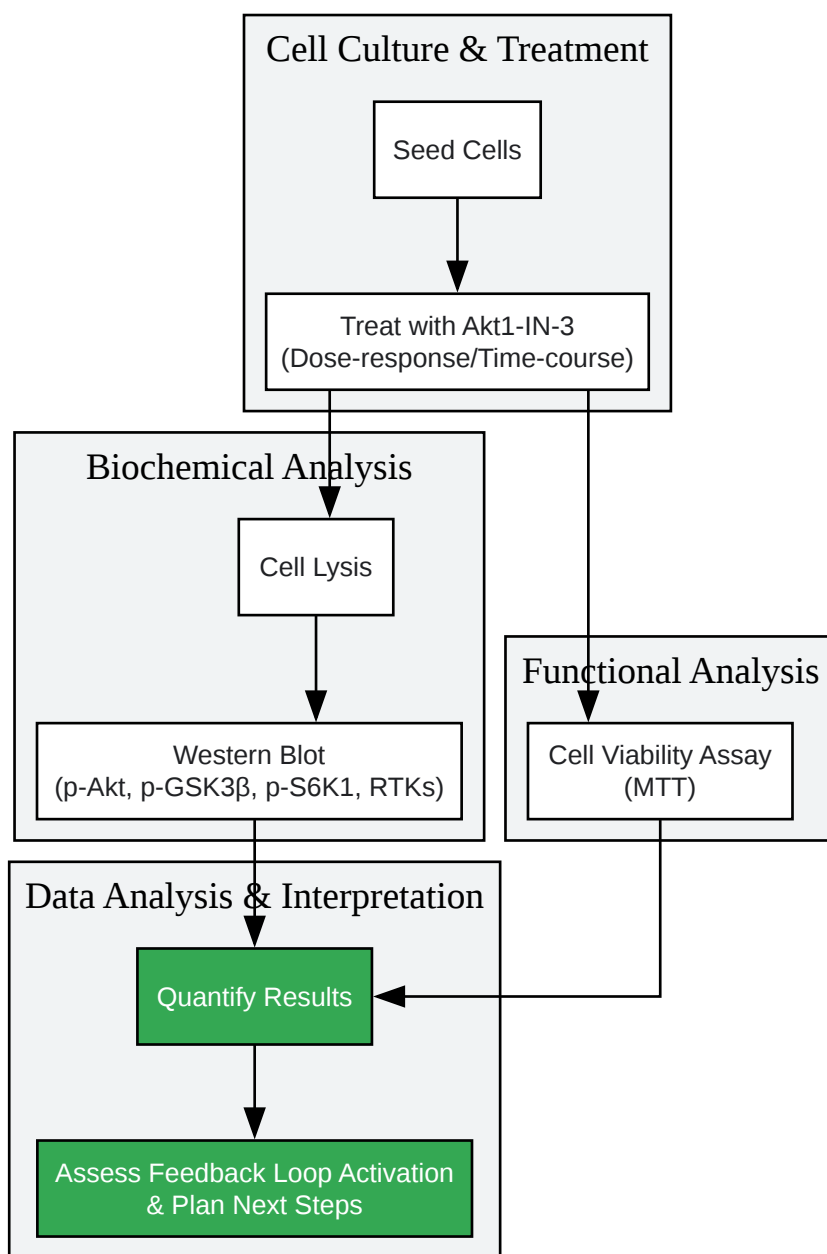 Cell Culture & Treatment
Seed Cells
Treat with Akt1-IN-3
(Dose-response/Time-course)
Biochemical Analysis
Cell Lysis
Functional Analysis
Western Blot
(p-Akt, p-GSK3β, p-S6K1, RTKs)
Cell Viability Assay
(MTT)
Data Analysis & Interpretation
Quantify Results
Assess Feedback Loop Activation
& Plan Next Steps